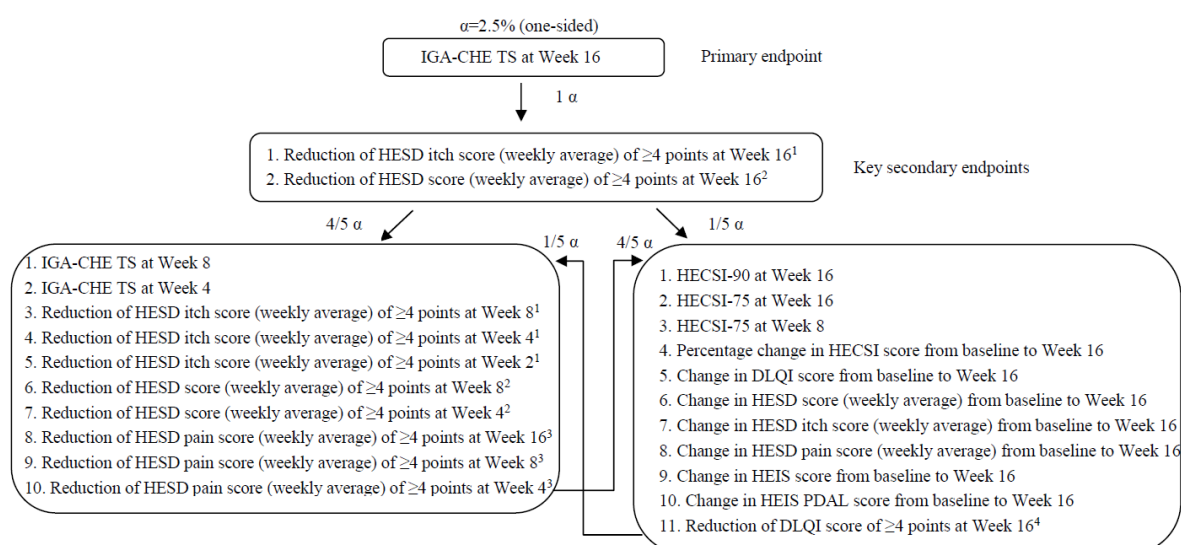 α=2.5% (one-sided)
IGA-CHE TS at Week 16
Primary endpoint
1 α
1. Reduction of HESD itch score (weekly average) of ≥4 points at Week 16¹
2. Reduction of HESD score (weekly average) of ≥4 points at Week 16²
Key secondary endpoints
4/5 α
1/5 α
4/5 α
1/5 α
1. IGA-CHE TS at Week 8
2. IGA-CHE TS at Week 4
3. Reduction of HESD itch score (weekly average) of ≥4 points at Week 8¹
4. Reduction of HESD itch score (weekly average) of ≥4 points at Week 4¹
5. Reduction of HESD itch score (weekly average) of ≥4 points at Week 2¹
6. Reduction of HESD score (weekly average) of ≥4 points at Week 8²
7. Reduction of HESD score (weekly average) of ≥4 points at Week 4²
8. Reduction of HESD pain score (weekly average) of ≥4 points at Week 16³
9. Reduction of HESD pain score (weekly average) of ≥4 points at Week 8³
10. Reduction of HESD pain score (weekly average) of ≥4 points at Week 4³
1. HECSI-90 at Week 16
2. HECSI-75 at Week 16
3. HECSI-75 at Week 8
4. Percentage change in HECSI score from baseline to Week 16
5. Change in DLQI score from baseline to Week 16
6. Change in HESD score (weekly average) from baseline to Week 16
7. Change in HESD itch score (weekly average) from baseline to Week 16
8. Change in HESD pain score (weekly average) from baseline to Week 16
9. Change in HEIS score from baseline to Week 16
10. Change in HEIS PDAL score from baseline to Week 16
11. Reduction of DLQI score of ≥4 points at Week 16⁴